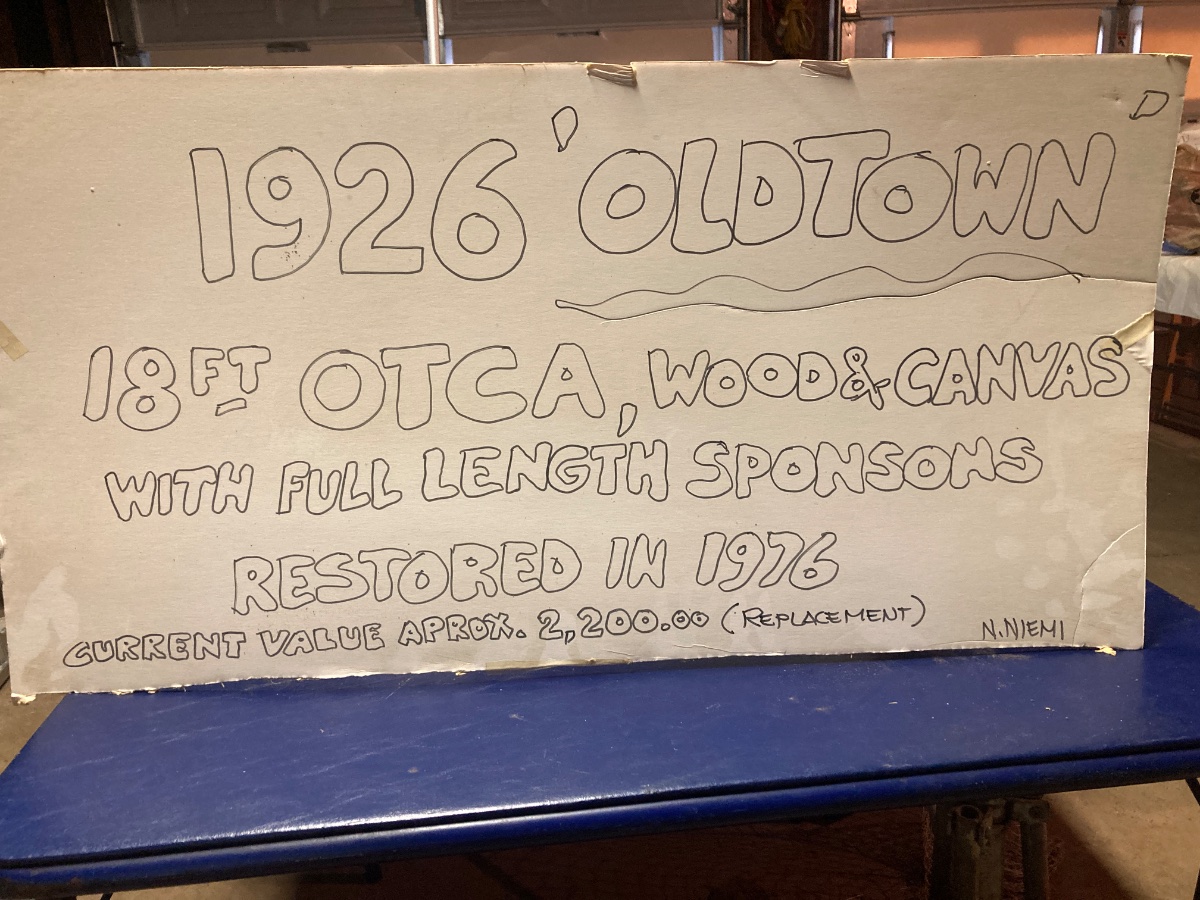 1926 'OLDTOWN'
18FT OTCA, WOOD & CANVAS
WITH FULL LENGTH SPONSONS
RESTORED IN 1976
CURRENT VALUE APROX. 2,200.00 (REPLACEMENT)
N. NIEMI